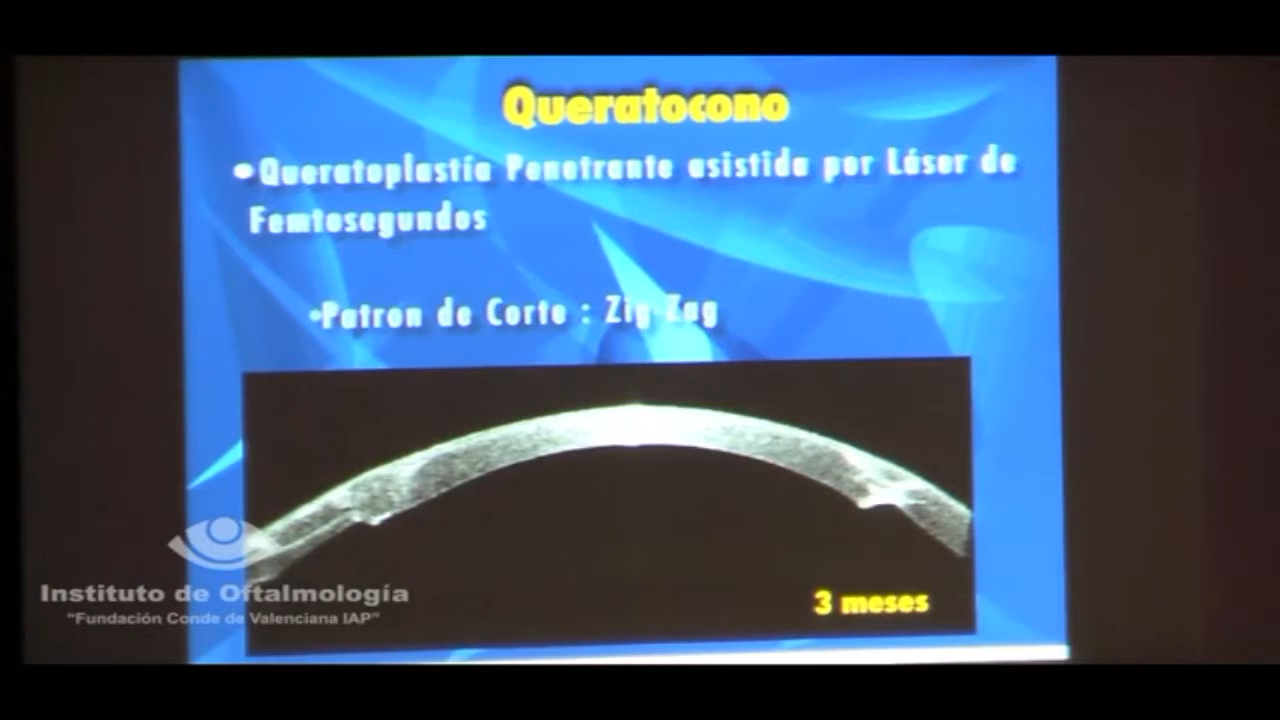 Queratocono
•Queratoplastía Penetrante asistida por Láser de
Femtosegundos
•Patron de Corte : Zig-Zag
3 meses
Instituto de Oftalmología
"Fundación Conde de Valenciana IAP"